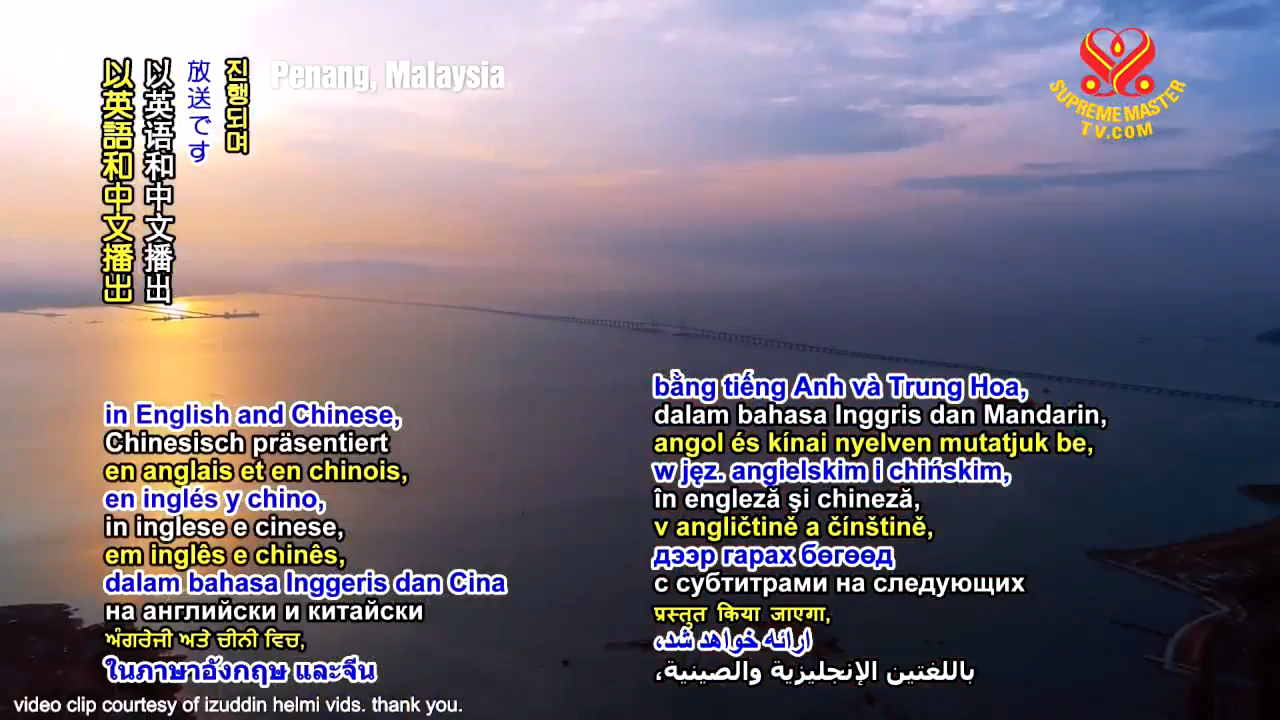 以英語和中文播出
以英语和中文播出
放送です
진행되며
Penang, Malaysia
SUPREME MASTER
TV.COM
in English and Chinese,
Chinesisch präsentiert
en anglais et en chinois,
en inglés y chino,
in inglese e cinese,
em inglês e chinês,
dalam bahasa Inggeris dan Cina
на английски и китайски
ਅੰਗਰੇਜੀ ਅਤੇ ਚੀਨੀ ਵਿਚ,
ในภาษาอังกฤษ และจีน
bằng tiếng Anh và Trung Hoa,
dalam bahasa Inggris dan Mandarin,
angol és kínai nyelven mutatjuk be,
w jęz. angielskim i chińskim,
în engleză şi chineză,
v angličtině a čínštině,
дээр гарах бөгөөд
с субтитрами на следующих
प्रस्तुत किया जाएगा,
ارائه خواهد شد،
باللغتين الإنجليزية والصينية،
video clip courtesy of izuddin helmi vids. thank you.